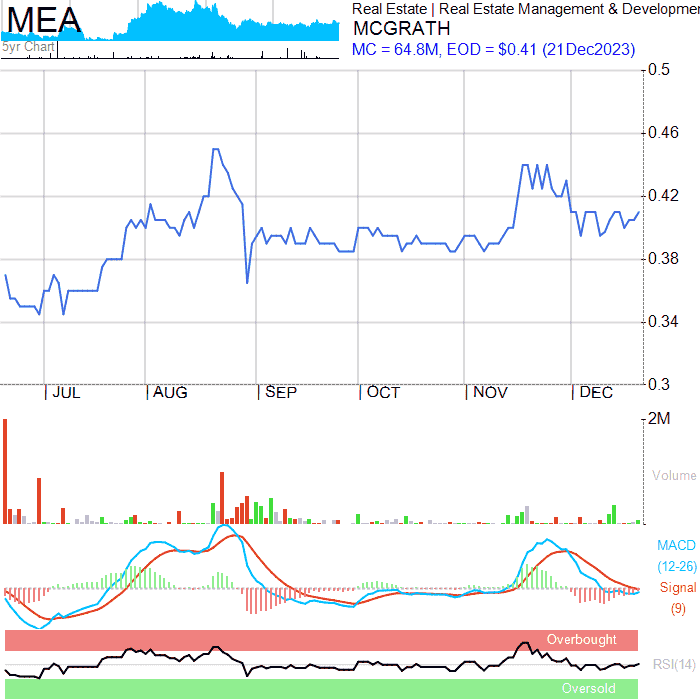 MEA
5yr Chart
Real Estate | Real Estate Management & Developmen
MCGRATH
MC = 64.8M, EOD = $0.41 (21Dec2023)
0.5
0.46
0.42
0.38
0.34
0.3
JUL AUG SEP OCT NOV DEC
2M
Volume
MACD
(12-26)
Signal
(9)
Overbought
RSI(14)
Oversold